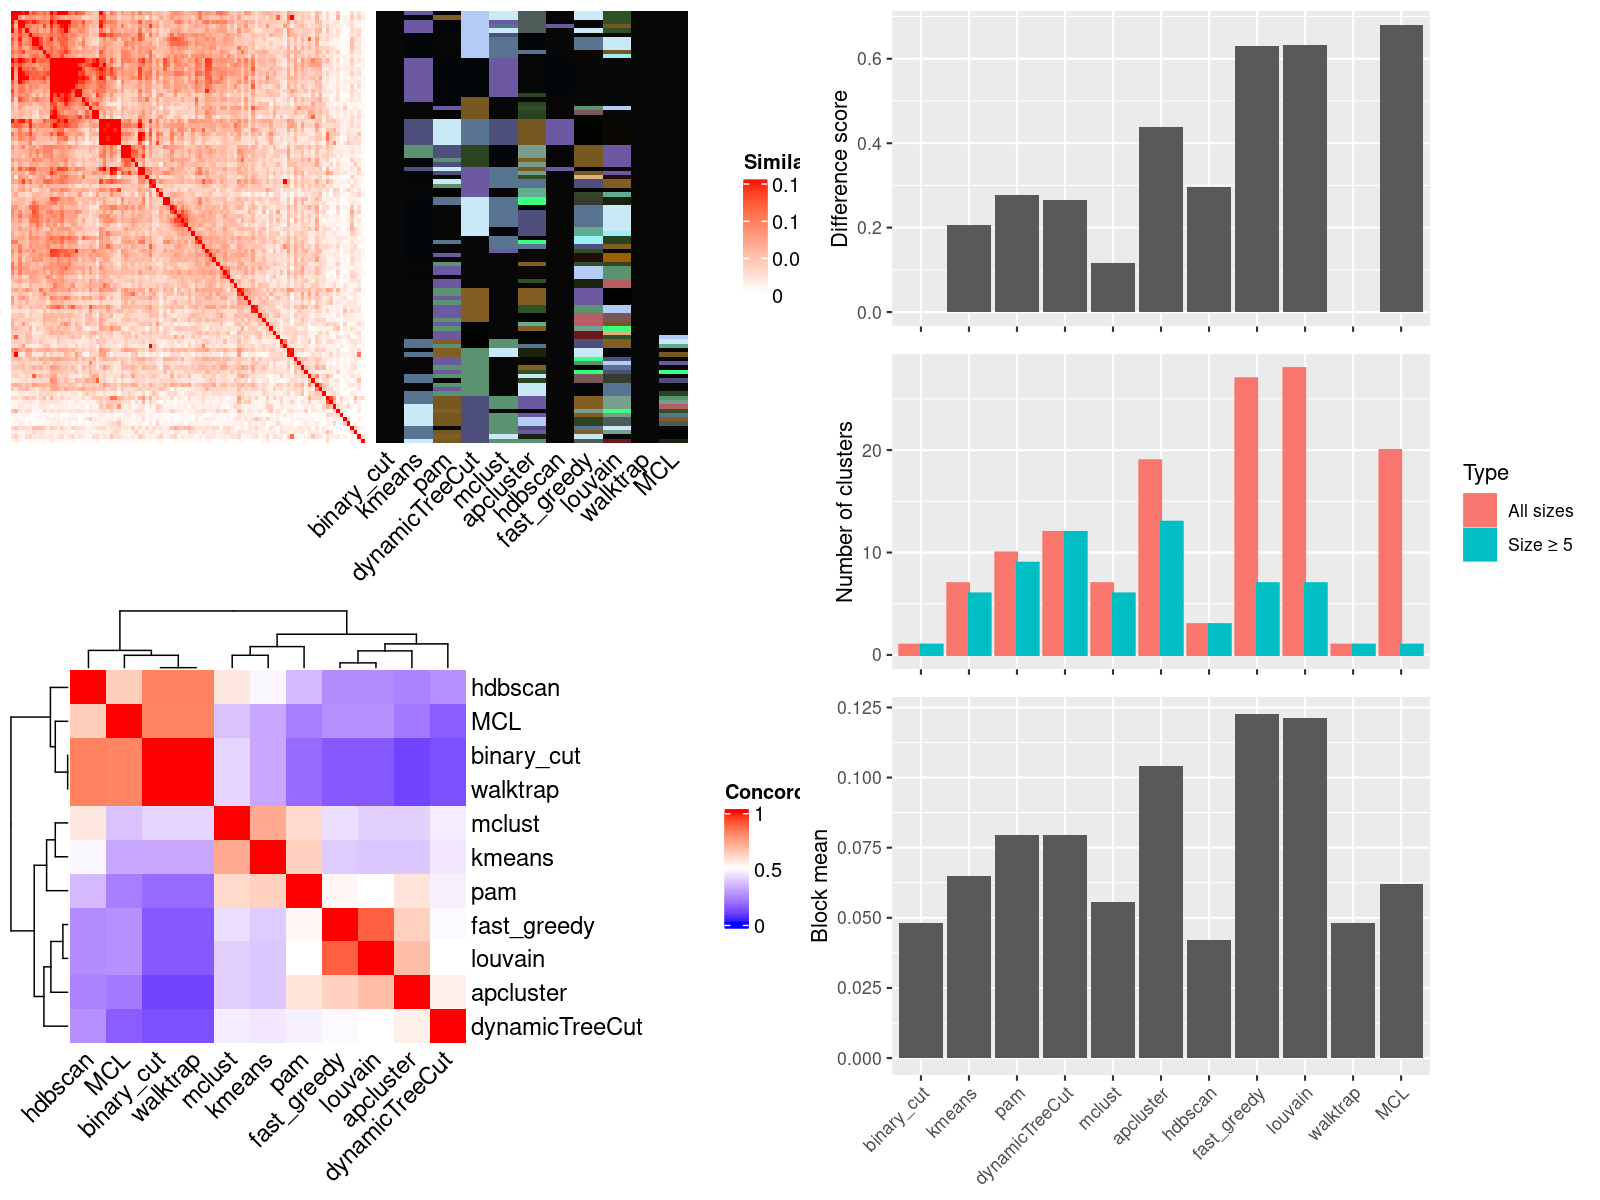 Simila
0.1
0.1
0.0
0
binary_cut
kmeans
pam
dynamicTreeCut
mclust
apcluster
hdbscan
fast_greedy
louvain
walktrap
MCL
Difference score
0.6
0.4
0.2
0.0
Number of clusters
20
10
0
Type
All sizes
Size ≥ 5
Block mean
0.125
0.100
0.075
0.050
0.025
0.000
binary_cut
kmeans
pam
dynamicTreeCut
mclust
apcluster
hdbscan
fast_greedy
louvain
walktrap
MCL
hdbscan
MCL
binary_cut
walktrap
mclust
kmeans
pam
fast_greedy
louvain
apcluster
dynamicTreeCut
Concord
1
0.5
0
hdbscan
MCL
binary_cut
walktrap
mclust
kmeans
pam
fast_greedy
louvain
apcluster
dynamicTreeCut